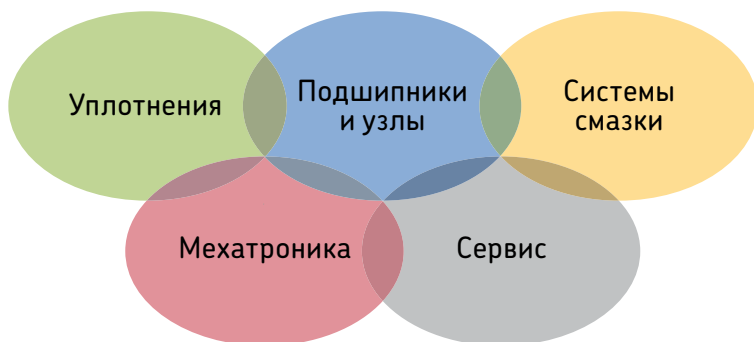 Уплотнения
Подшипники
и узлы
Системы
смазки
Мехатроника
Сервис